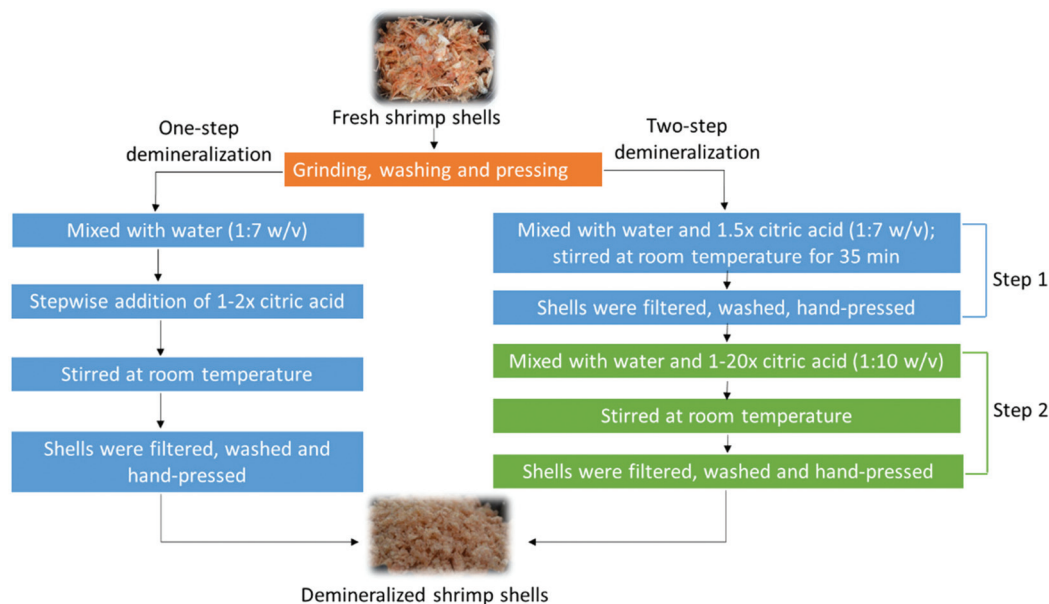 Fresh shrimp shells
One-step
demineralization
Two-step
demineralization
Grinding, washing and pressing
Mixed with water (1:7 w/v)
Stepwise addition of 1-2x citric acid
Stirred at room temperature
Shells were filtered, washed and
hand-pressed
Mixed with water and 1.5x citric acid (1:7 w/v);
stirred at room temperature for 35 min
Shells were filtered, washed, hand-pressed
Step 1
Mixed with water and 1-20x citric acid (1:10 w/v)
Stirred at room temperature
Shells were filtered, washed and hand-pressed
Step 2
Demineralized shrimp shells